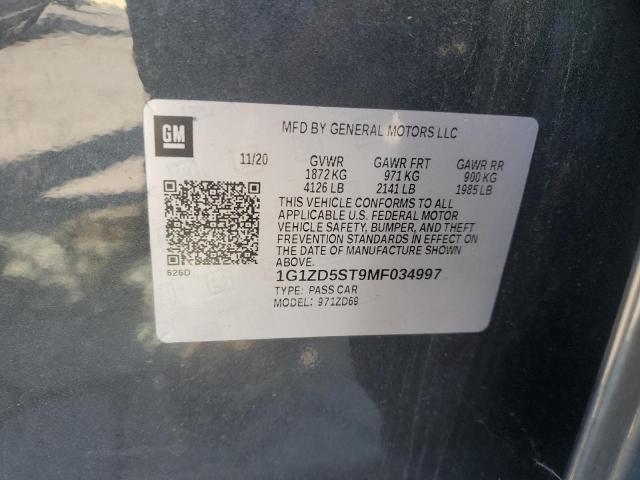 GM
MFD BY GENERAL MOTORS LLC
11/20 GVWR GAWR FRT GAWR RR
1872 KG 971 KG 900 KG
4126 LB 2141 LB 1985 LB
THIS VEHICLE CONFORMS TO ALL
APPLICABLE U.S. FEDERAL MOTOR
VEHICLE SAFETY, BUMPER, AND THEFT
PREVENTION STANDARDS IN EFFECT ON
THE DATE OF MANUFACTURE SHOWN
ABOVE.
626D
1G1ZD5ST9MF034997
TYPE: PASS CAR
MODEL: 971ZD69